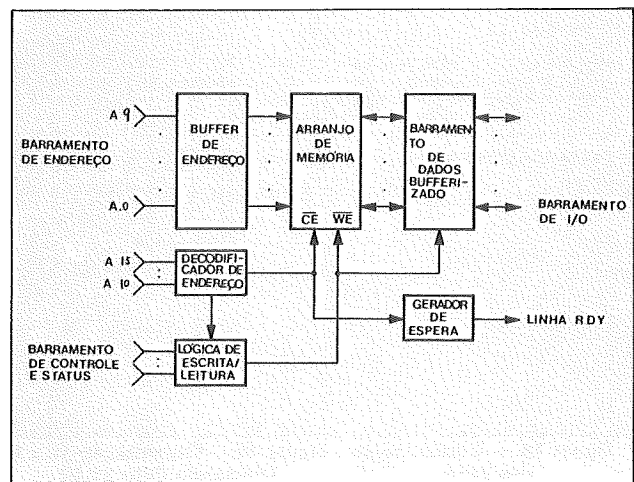 A 9
BARRAMENTO
DE ENDEREÇO
A.0
BUFFER
DE
ENDEREÇO
ARRANJO
DE
MEMÓRIA
CE WE
BARRAMEN
TO
DE
DADOS
BUFFERI
ZADO
BARRAMENTO
DE I/O
A 15
A 10
DECODIFI-
CADOR DE
ENDEREÇO
GERADOR
DE
ESPERA
LINHA RDY
BARRAMENTO
DE CONTROLE
E STATUS
LÓGICA DE
ESCRITA/
LEITURA